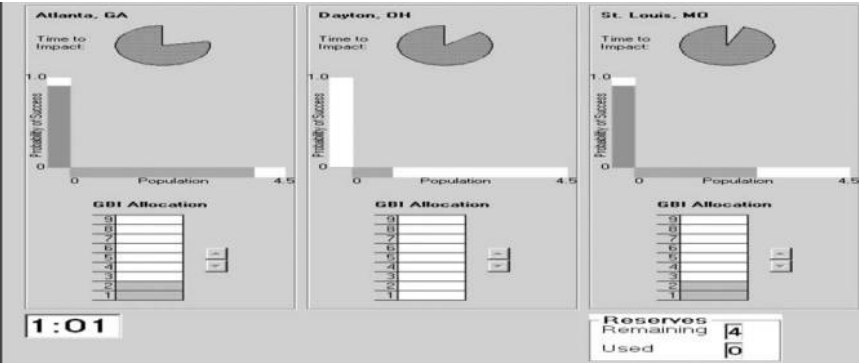 Atlanta, GA
Time to
Impact:
1.0
Probability of Success
0
0
Population
4.5
GBI Allocation
9
8
7
6
5
4
3
2
1
Dayton, OH
Time to
Impact:
1.0
Probability of Success
0
0
Population
4.5
GBI Allocation
9
8
7
6
5
4
3
2
1
St. Louis, MO
Time to
Impact:
1.0
Probability of Success
0
0
Population
4.5
GBI Allocation
9
8
7
6
5
4
3
2
1
1:01
Reserves
Remaining 4
Used 0